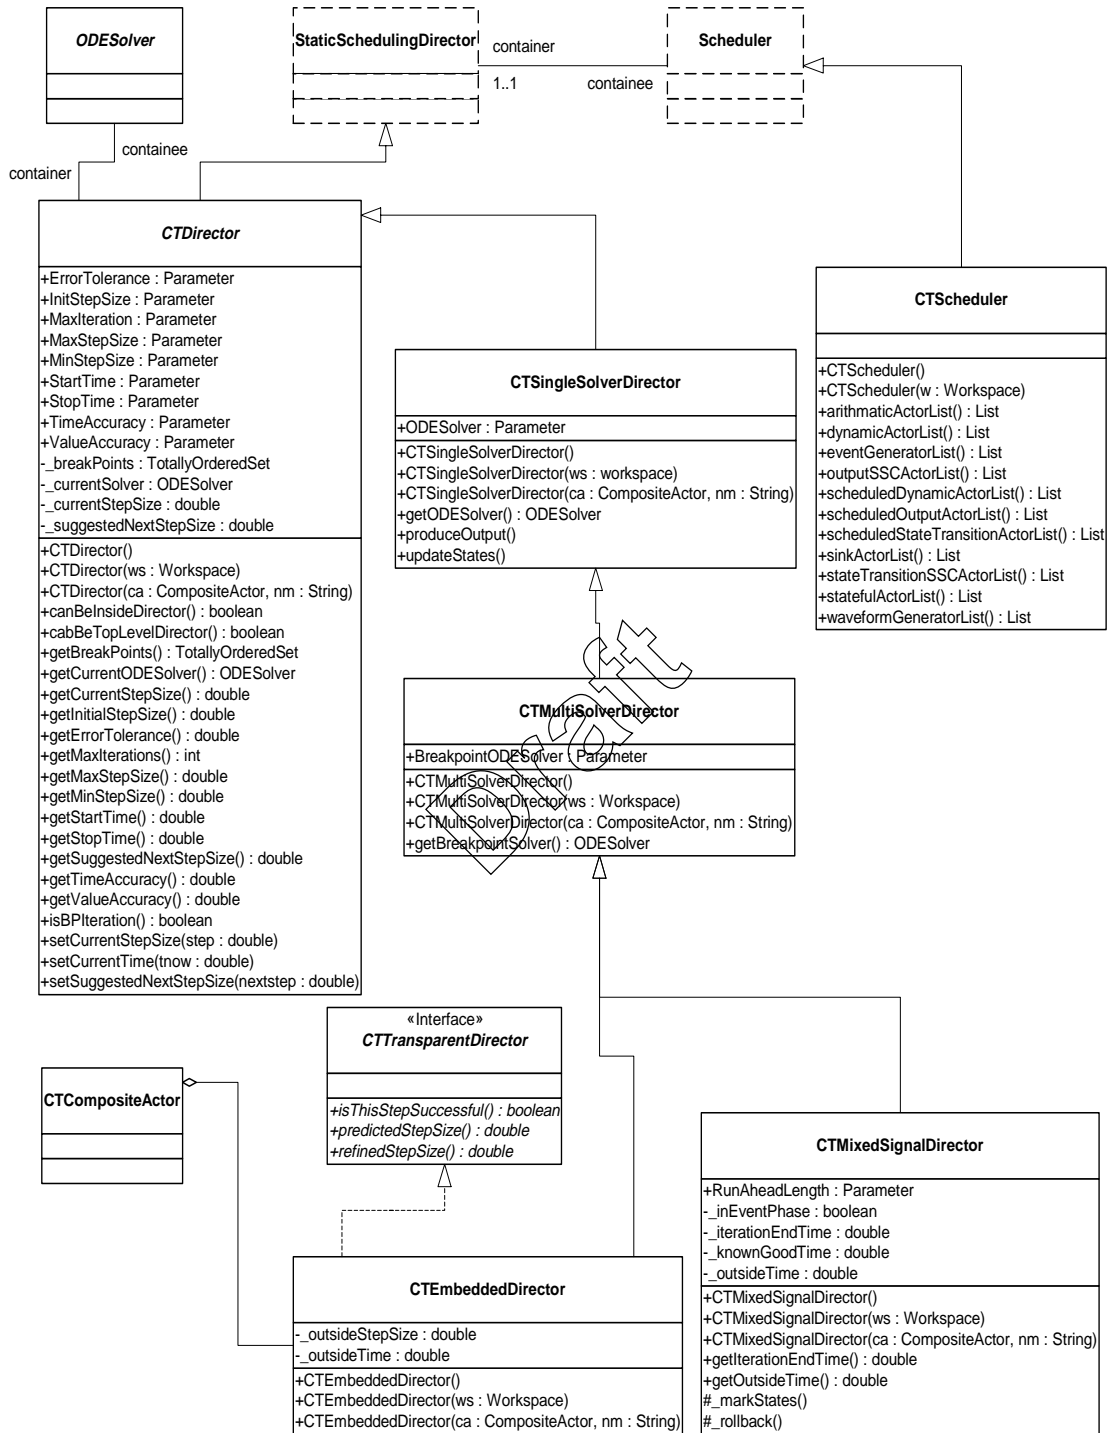 ODESolver
StaticSchedulingDirector
container
1..1
containee
Scheduler
containee
container
CTDirector
+ErrorTolerance : Parameter
+InitStepSize : Parameter
+MaxIteration : Parameter
+MaxStepSize : Parameter
+MinStepSize : Parameter
+StartTime : Parameter
+StopTime : Parameter
+TimeAccuracy : Parameter
+ValueAccuracy : Parameter
-_breakPoints : TotallyOrderedSet
-_currentSolver : ODESolver
-_currentStepSize : double
-_suggestedNextStepSize : double
+CTDirector()
+CTDirector(ws : Workspace)
+CTDirector(ca : CompositeActor, nm : String)
+canBeInsideDirector() : boolean
+cabBeTopLevelDirector() : boolean
+getBreakPoints() : TotallyOrderedSet
+getCurrentODESolver() : ODESolver
+getCurrentStepSize() : double
+getInitialStepSize() : double
+getErrorTolerance() : double
+getMaxIterations() : int
+getMaxStepSize() : double
+getMinStepSize() : double
+getStartTime() : double
+getStopTime() : double
+getSuggestedNextStepSize() : double
+getTimeAccuracy() : double
+getValueAccuracy() : double
+isBPIteration() : boolean
+setCurrentStepSize(step : double)
+setCurrentTime(tnow : double)
+setSuggestedNextStepSize(nextstep : double)
CTSingleSolverDirector
+ODESolver : Parameter
+CTSingleSolverDirector()
+CTSingleSolverDirector(ws : workspace)
+CTSingleSolverDirector(ca : CompositeActor, nm : String)
+getODESolver() : ODESolver
+produceOutput()
+updateStates()
CTScheduler
+CTScheduler()
+CTScheduler(w : Workspace)
+arithmaticActorList() : List
+dynamicActorList() : List
+eventGeneratorList() : List
+outputSSCActorList() : List
+scheduledDynamicActorList() : List
+scheduledOutputActorList() : List
+scheduledStateTransitionActorList() : List
+sinkActorList() : List
+stateTransitionSSCActorList() : List
+statefulActorList() : List
+waveformGeneratorList() : List
Draft
CTMultiSolverDirector
+BreakpointODESolver : Parameter
+CTMultiSolverDirector()
+CTMultiSolverDirector(ws : Workspace)
+CTMultiSolverDirector(ca : CompositeActor, nm : String)
+getBreakpointSolver() : ODESolver
«Interface»
CTTransparentDirector
+isThisStepSuccessful() : boolean
+predictedStepSize() : double
+refinedStepSize() : double
CTCompositeActor
CTMixedSignalDirector
+RunAheadLength : Parameter
-_inEventPhase : boolean
-_iterationEndTime : double
-_knownGoodTime : double
-_outsideTime : double
+CTMixedSignalDirector()
+CTMixedSignalDirector(ws : Workspace)
+CTMixedSignalDirector(ca : CompositeActor, nm : String)
+getIterationEndTime() : double
+getOutsideTime() : double
#_markStates()
#_rollback()
CTEmbeddedDirector
-_outsideStepSize : double
-_outsideTime : double
+CTEmbeddedDirector()
+CTEmbeddedDirector(ws : Workspace)
+CTEmbeddedDirector(ca : CompositeActor, nm : String)